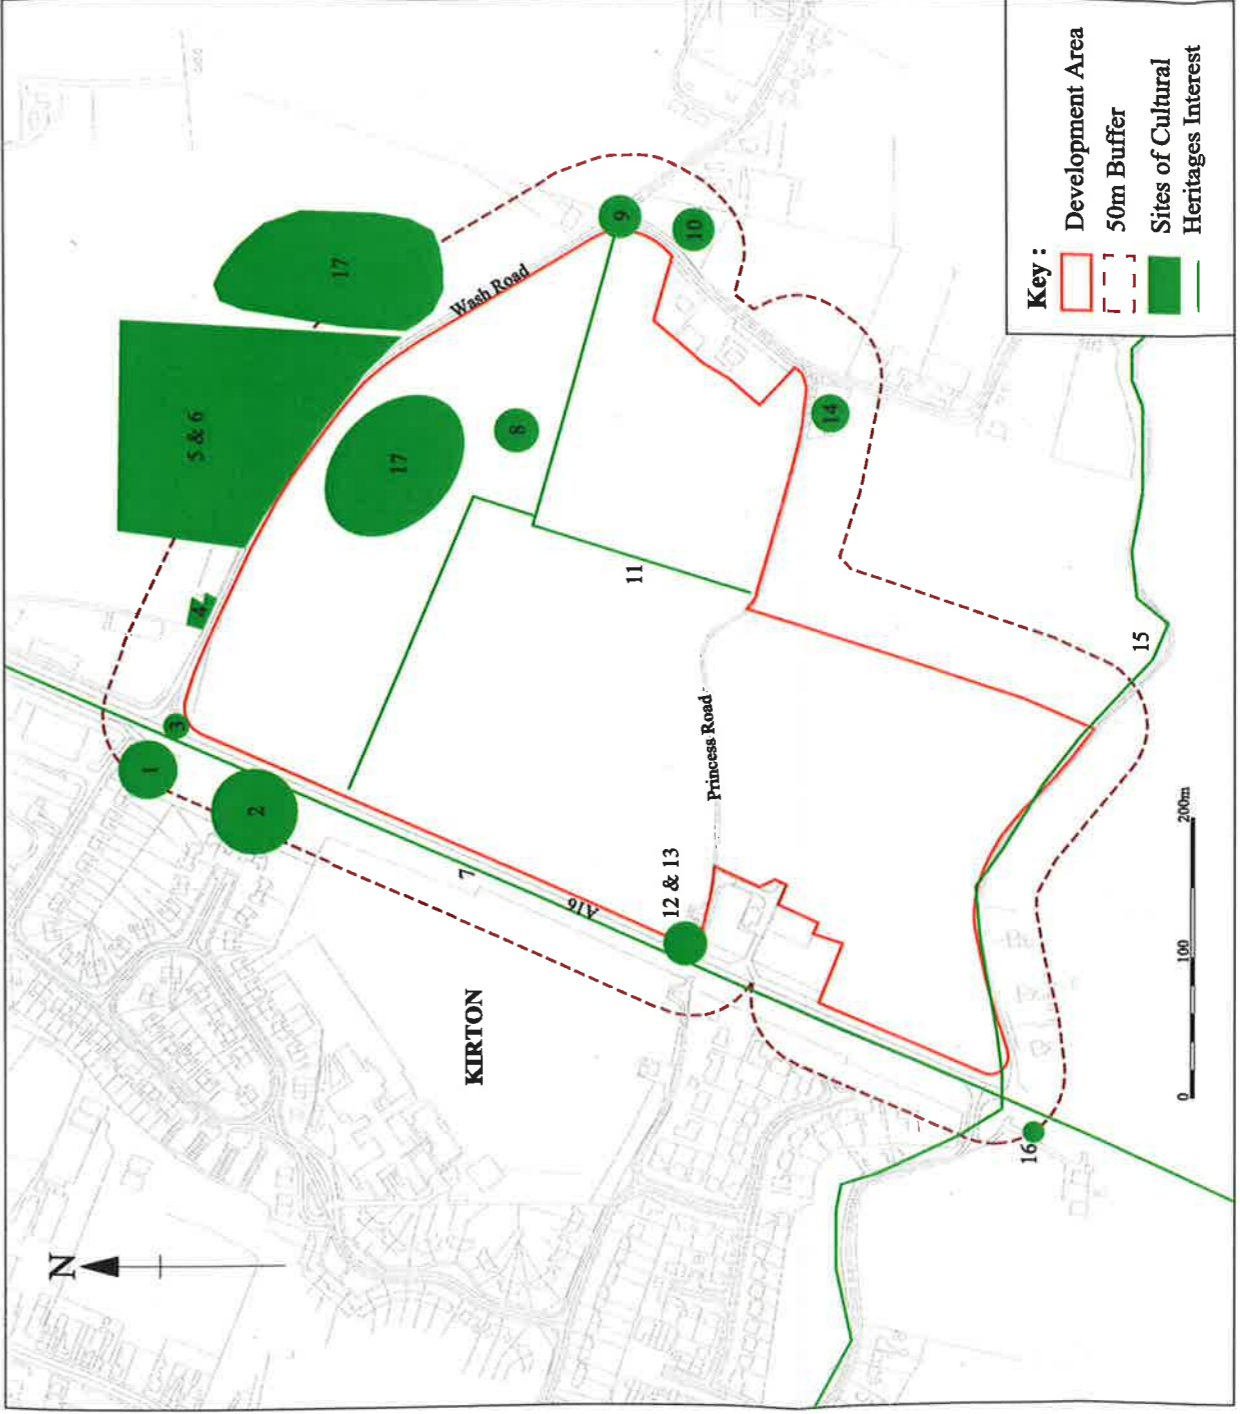 N
KIRTON
1
2
3
4
5 & 6
17
17
8
9
10
11
7
A16
Wash Road
Princess Road
12 & 13
14
15
16
0
100
200m
Key :
Development Area
50m Buffer
Sites of Cultural
Heritages Interest